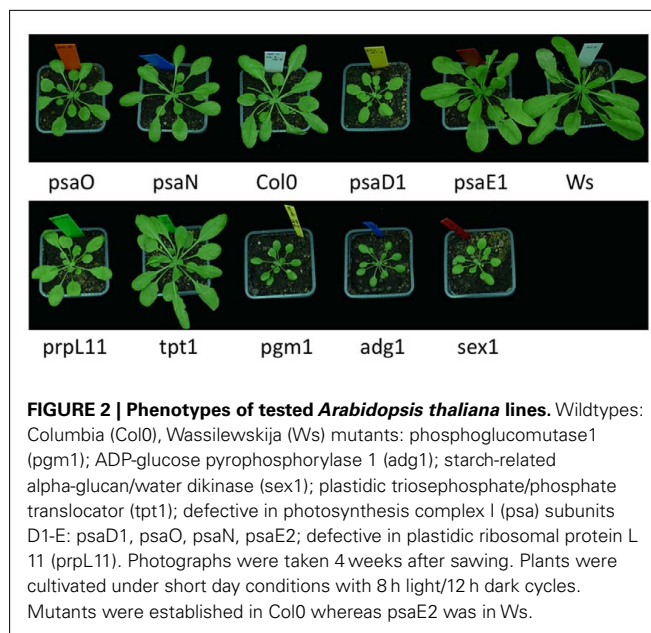 psaO psaN Col0 psaD1 psaE1 Ws
prpL11 tpt1 pgm1 adg1 sex1
FIGURE 2 | Phenotypes of tested Arabidopsis thaliana lines. Wildtypes:
Columbia (Col0), Wassilewskija (Ws) mutants: phosphoglucomutase1
(pgm1); ADP-glucose pyrophosphorylase 1 (adg1); starch-related
alpha-glucan/water dikinase (sex1); plastidic triosephosphate/phosphate
translocator (tpt1); defective in photosynthesis complex I (psa) subunits
D1-E: psaD1, psaO, psaN, psaE2; defective in plastidic ribosomal protein L
11 (prpL11). Photographs were taken 4 weeks after sawing. Plants were
cultivated under short day conditions with 8 h light/12 h dark cycles.
Mutants were established in Col0 whereas psaE2 was in Ws.